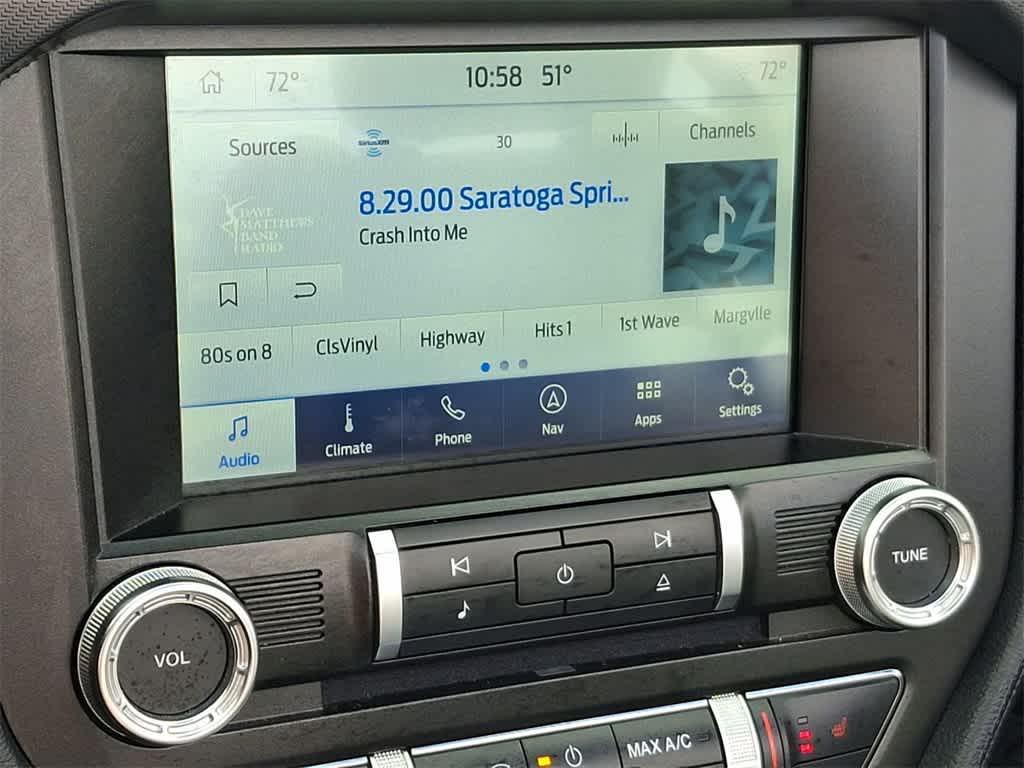 72° 10:58 51° 72°
Sources SiriusXM 30 Channels
DAVE
MATTHEWS
BAND
RADIO
8.29.00 Saratoga Spri...
Crash Into Me
80s on 8 ClsVinyl Highway Hits 1 1st Wave Margvlle
Audio Climate Phone Nav Apps Settings
VOL TUNE
MAX A/C